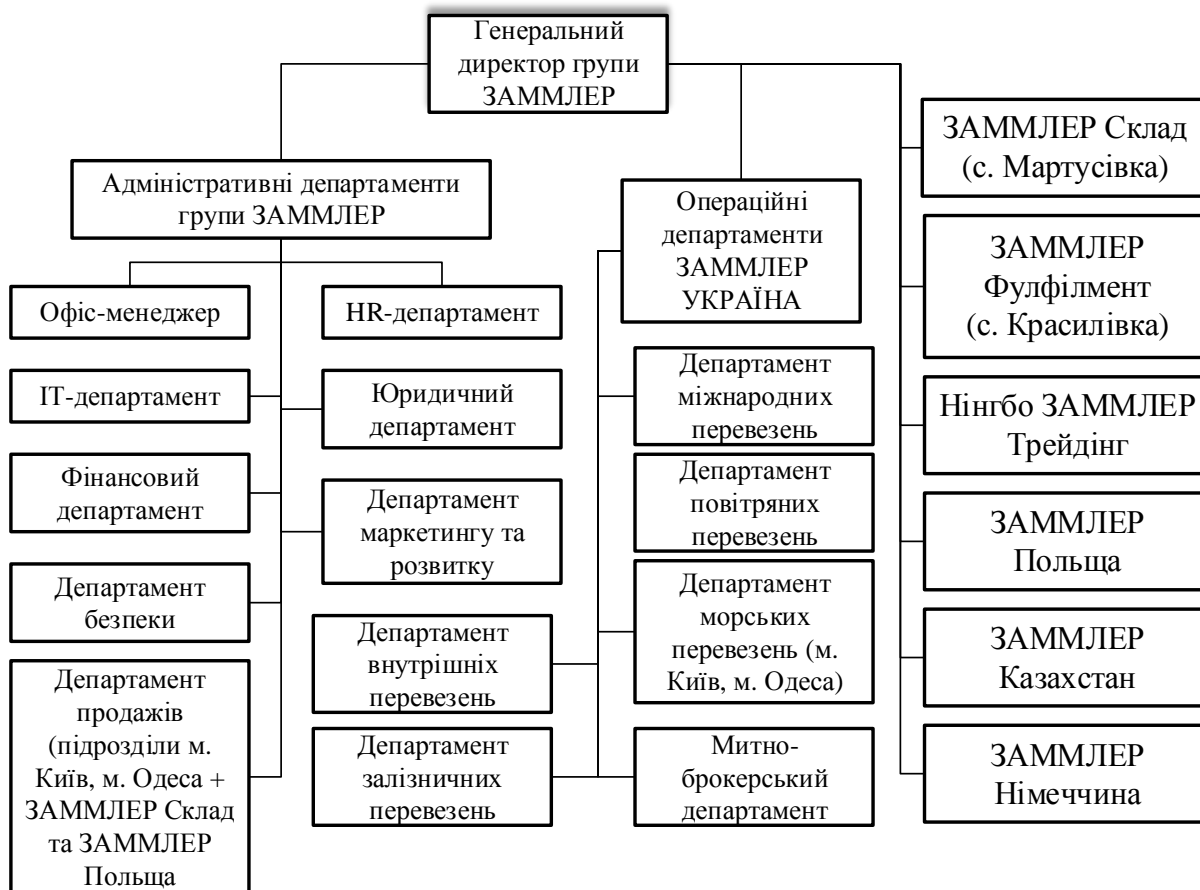 Генеральний
директор групи
ЗАММЛЕР
Адміністративні департаменти
групи ЗАММЛЕР
Офіс-менеджер
HR-департамент
IT-департамент
Юридичний
департамент
Фінансовий
департамент
Департамент
маркетингу та
розвитку
Департамент
безпеки
Департамент
продажів
(підрозділи м.
Київ, м. Одеса +
ЗАММЛЕР Склад
та ЗАММЛЕР
Польща
Операційні
департаменти
ЗАММЛЕР
УКРАЇНА
Департамент
міжнародних
перевезень
Департамент
повітряних
перевезень
Департамент
морських
перевезень (м.
Київ, м. Одеса)
Департамент
внутрішніх
перевезень
Департамент
залізничних
перевезень
Митно-
брокерський
департамент
ЗАММЛЕР Склад
(с. Мартусівка)
ЗАММЛЕР
Фулфілмент
(с. Красилівка)
Нінгбо ЗАММЛЕР
Трейдінг
ЗАММЛЕР
Польща
ЗАММЛЕР
Казахстан
ЗАММЛЕР
Німеччина